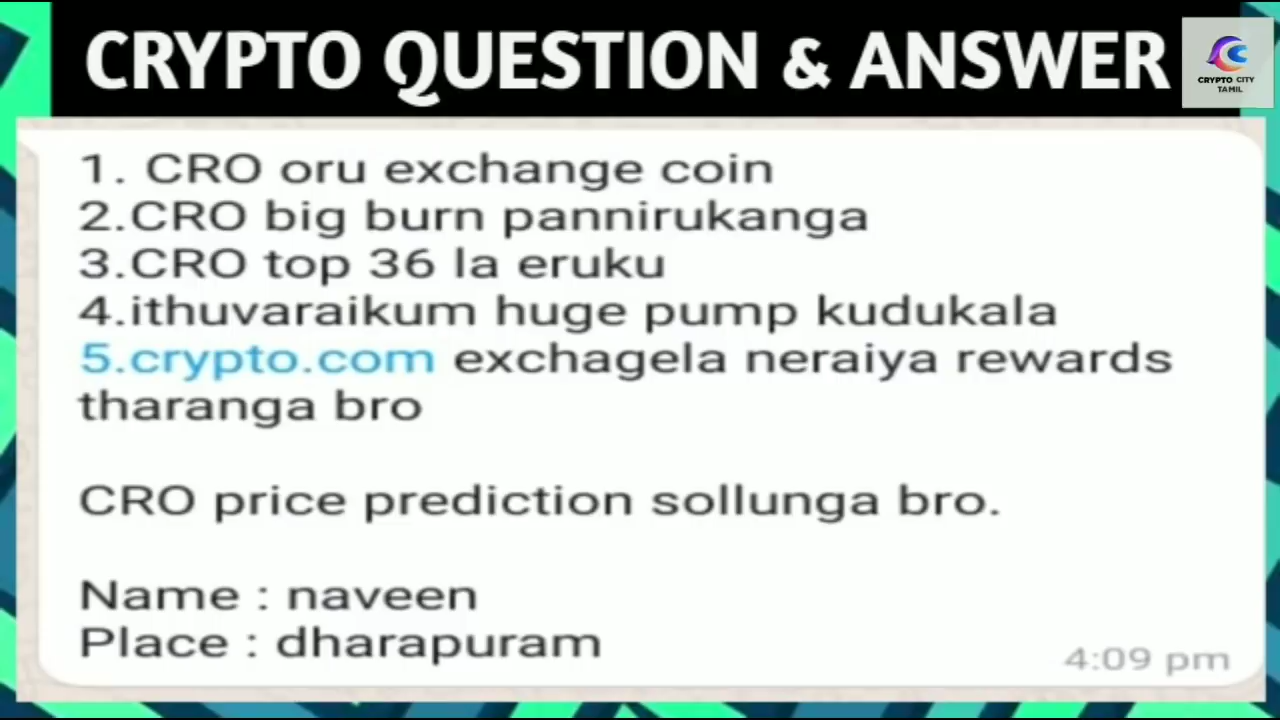 CRYPTO QUESTION & ANSWER
CRYPTO CITY
TAMIL
1. CRO oru exchange coin
2.CRO big burn pannirukanga
3.CRO top 36 la eruku
4.ithuvaraikum huge pump kudukala
5.crypto.com exchagela neraiya rewards
tharanga bro
CRO price prediction sollunga bro.
Name : naveen
Place : dharapuram
4:09 pm